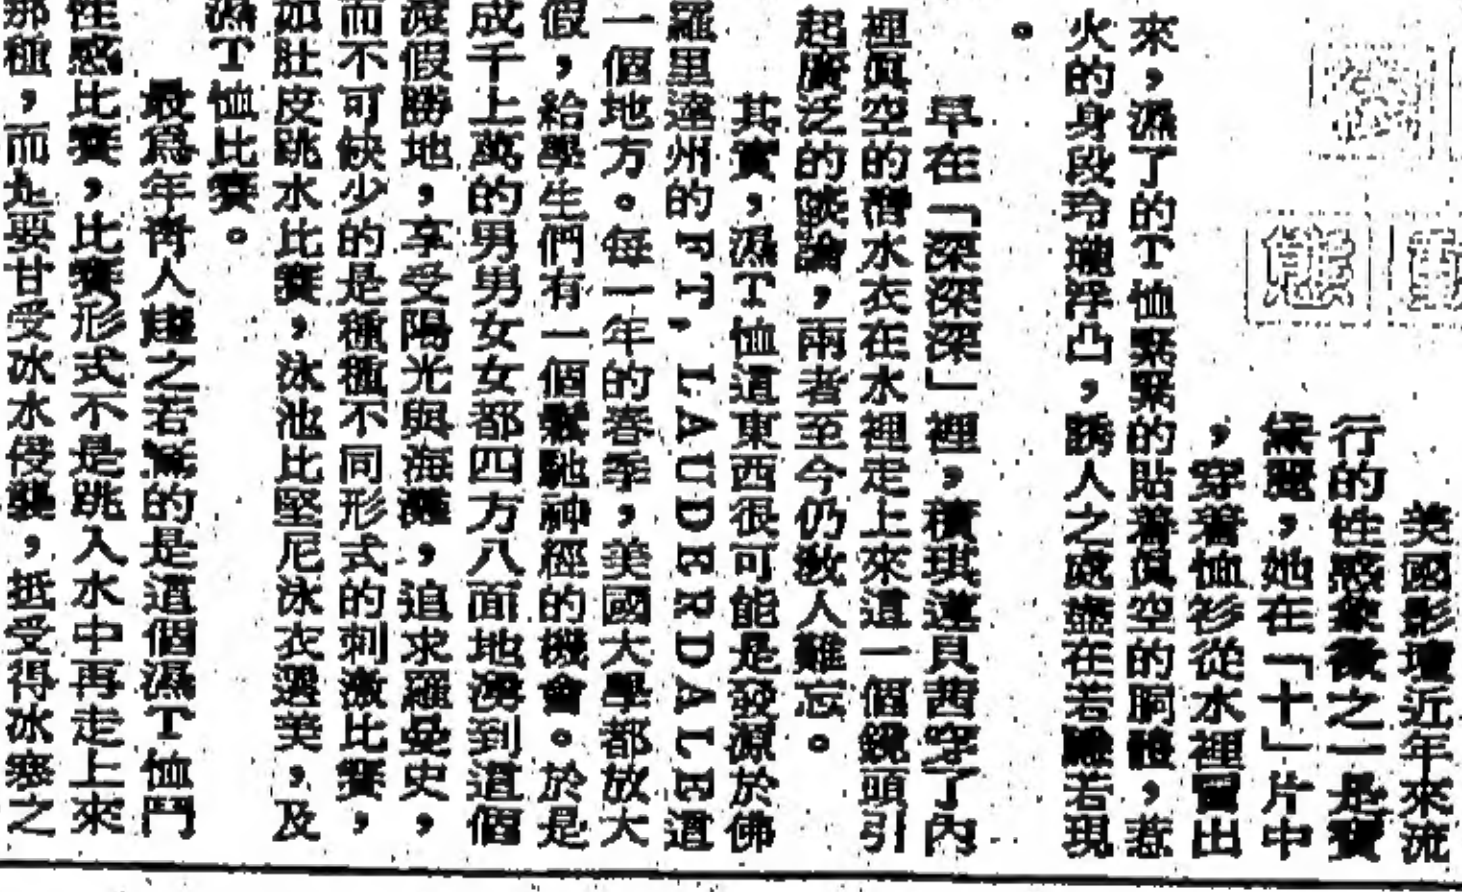 美國影壇近年來流
行的性感象徵之一是寶
黛麗，她在「十」片中
，穿着恤衫從水裡冒出
來，濕了的T恤緊緊的貼着真空的胴體，惹
火的身段玲瓏浮凸，誘人之處盡在若隱若現
。
早在「深深深」裡，積琪連貝茜穿了內
裡眞空的潛水衣在水裡走上來這一個鏡頭引
起廣泛的談論，兩者至今仍敎人難忘。
其實，濕T恤這東西很可能是發源於佛
羅里達州的FT. LAUDERDALE這
一個地方。每一年的春季，美國大學都放大
假，給學生們有一個鬆馳神經的機會。於是
成千上萬的男男女女都四方八面地湧到這個
渡假勝地，享受陽光與海灘，追求羅曼史，
而不可缺少的是種種不同形式的刺激比賽，
如肚皮跳水比賽，泳池比堅尼泳衣選美，及
濕T恤比賽。
最爲年靑人趨之若鶩的是這個濕T恤鬥
性感比賽，比賽形式不是跳入水中再走上來
那種，而是要甘受冰水侵襲，抵受得冰寒之